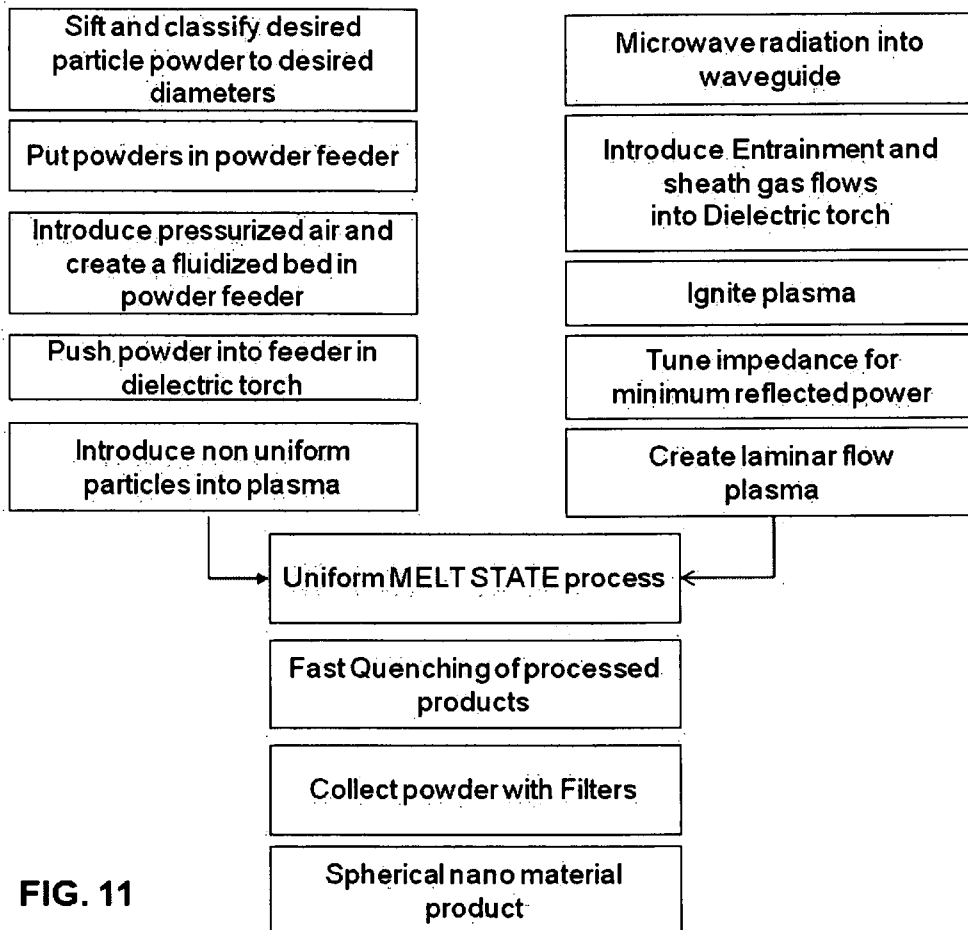 Sift and classify desired
particle powder to desired
diameters
Put powders in powder feeder
Introduce pressurized air and
create a fluidized bed in
powder feeder
Push powder into feeder in
dielectric torch
Introduce non uniform
particles into plasma
Microwave radiation into
waveguide
Introduce Entrainment and
sheath gas flows
into Dielectric torch
Ignite plasma
Tune impedance for
minimum reflected power
Create laminar flow
plasma
Uniform MELT STATE process
Fast Quenching of processed
products
Collect powder with Filters
Spherical nano material
product
FIG. 11